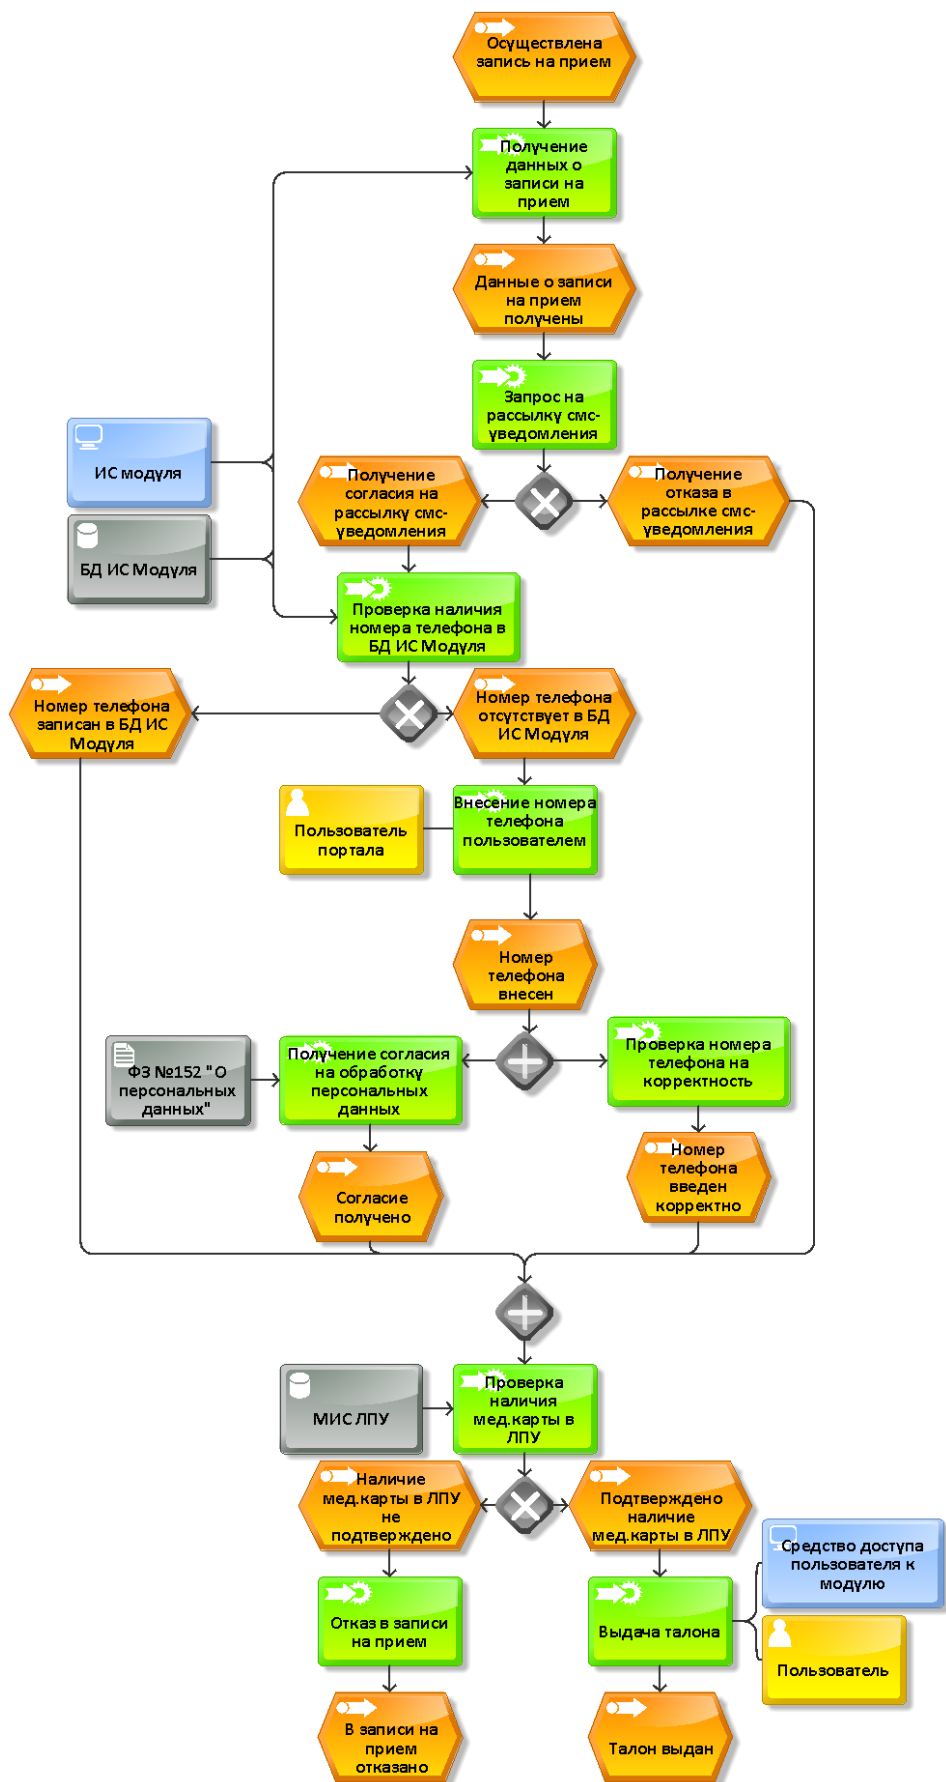 Осуществлена
запись на прием
Получение
данных о
записи на
прием
Данные о записи
на прием
получены
Запрос на
рассылку смс-
уведомления
ИС модуля
БД ИС Модуля
Получение
согласия на
рассылку смс-
уведомления
Получение
отказа в
рассылке смс-
уведомления
Проверка наличия
номера телефона в
БД ИС Модуля
Номер телефона
записан в БД ИС
Модуля
Номер телефона
отсутствует в БД
ИС Модуля
Пользователь
портала
Внесение номера
телефона
пользователем
Номер
телефона
внесен
ФЗ №152 "О
персональных
данных"
Получение согласия
на обработку
персональных
данных
Проверка номера
телефона на
корректность
Согласие
получено
Номер
телефона
введен
корректно
МИС ЛПУ
Проверка
наличия
мед.карты в
ЛПУ
Наличие
мед.карты в ЛПУ
не
подтверждено
Подтверждено
наличие
мед.карты в ЛПУ
Средство доступа
пользователя к
модулю
Отказ в записи
на прием
Выдача талона
Пользователь
В записи на
прием
отказано
Талон выдан